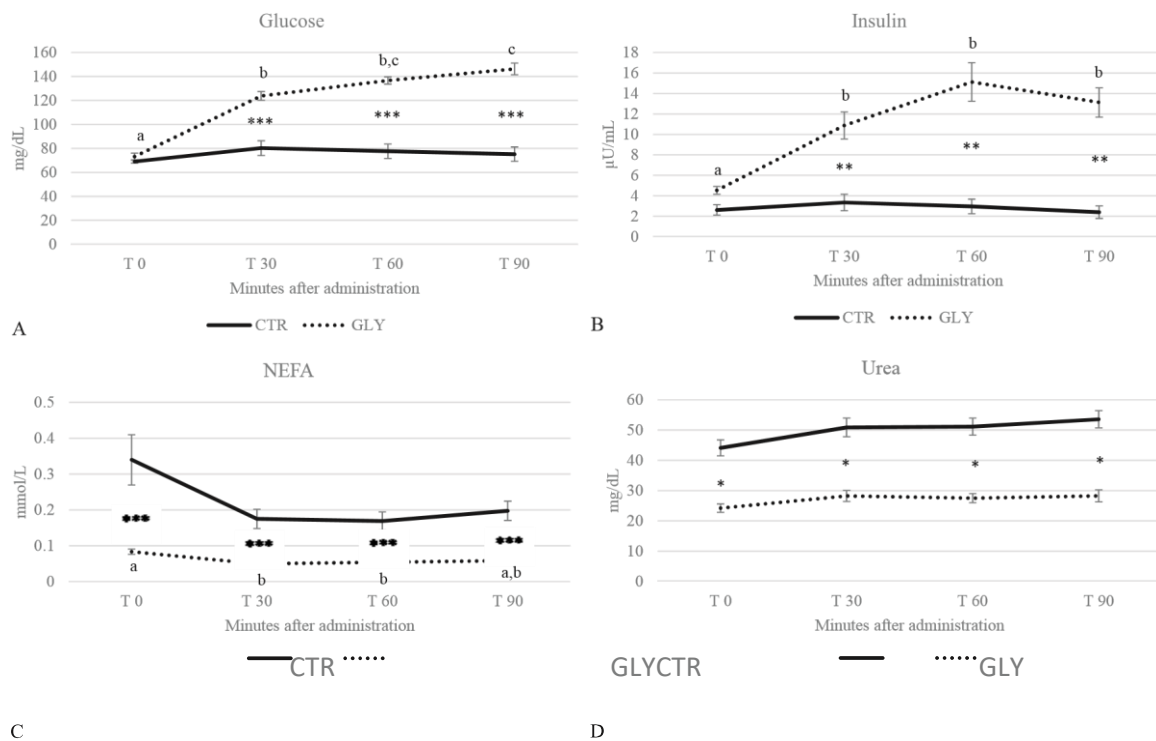 A
Glucose
160
140
120
100
80
60
40
20
0
mg/dL
a
b
b,c
c
***
***
***
T 0
T 30
T 60
T 90
Minutes after administration
CTR
GLY
B
Insulin
18
16
14
12
10
8
6
4
2
0
µU/mL
a
b
b
b
**
**
**
T 0
T 30
T 60
T 90
Minutes after administration
CTR
GLY
NEFA
0.5
0.4
0.3
0.2
0.1
0
mmol/L
***
***
***
***
a
b
b
a,b
T 0
T 30
T 60
T 90
Minutes after administration
Urea
60
50
40
30
20
10
0
mg/dL
*
*
*
*
T 0
T 30
T 60
T 90
Minutes after administration
CTR
GLYCTR
GLY
C
D